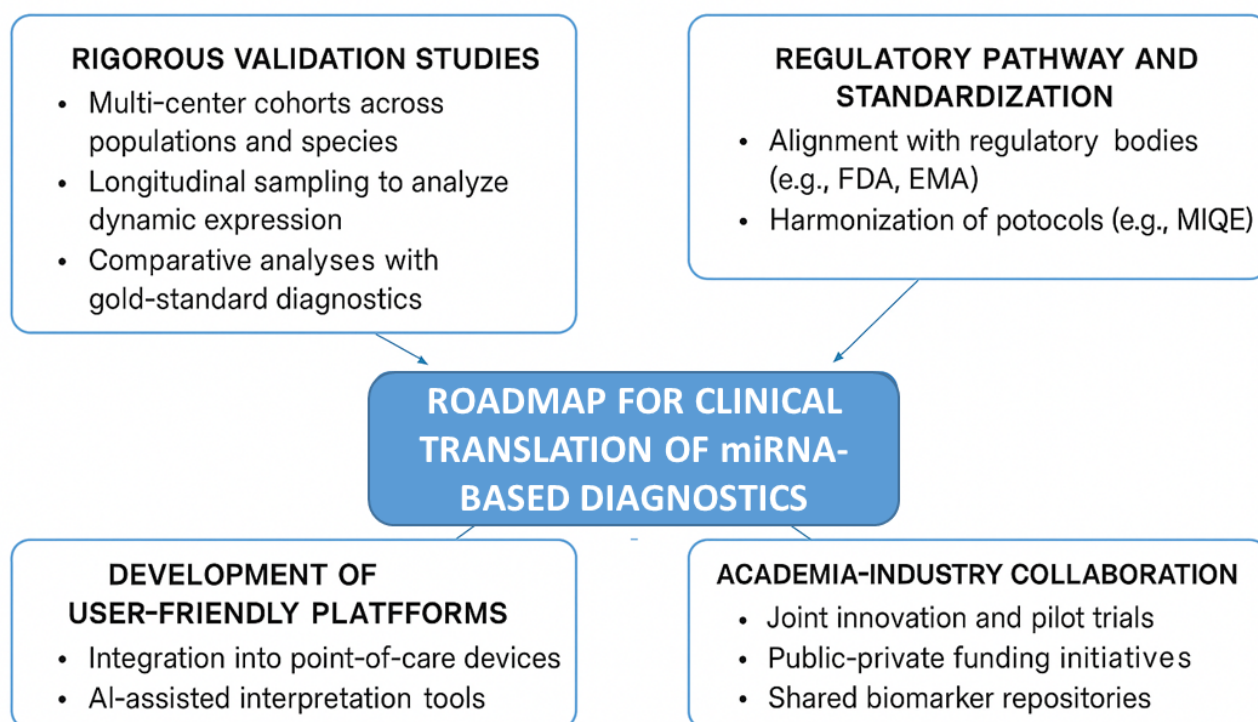 RIGOROUS VALIDATION STUDIES
• Multi-center cohorts across
populations and species
• Longitudinal sampling to analyze
dynamic expression
• Comparative analyses with
gold-standard diagnostics
REGULATORY PATHWAY AND
STANDARDIZATION
• Alignment with regulatory bodies
(e.g., FDA, EMA)
• Harmonization of potocols (e.g., MIQE)
ROADMAP FOR CLINICAL
TRANSLATION OF miRNA-
BASED DIAGNOSTICS
DEVELOPMENT OF
USER-FRIENDLY PLATFFORMS
• Integration into point-of-care devices
• AI-assisted interpretation tools
ACADEMIA-INDUSTRY COLLABORATION
• Joint innovation and pilot trials
• Public-private funding initiatives
• Shared biomarker repositories